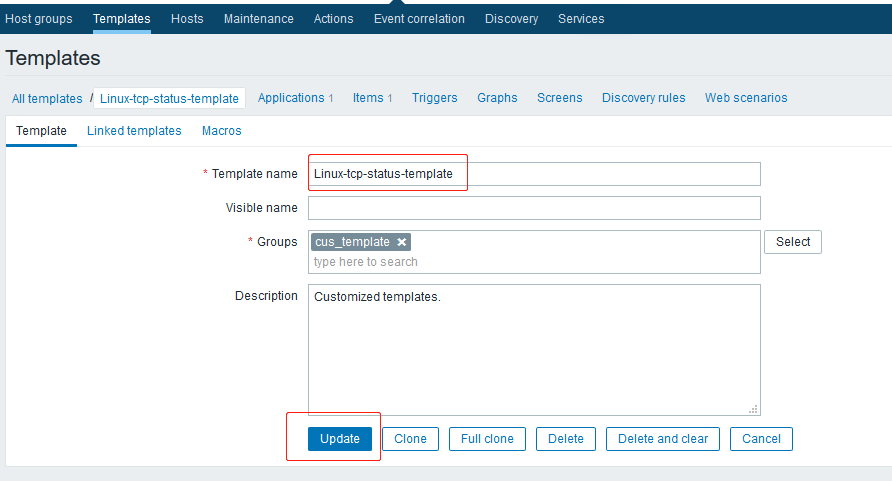 Host groups Templates Hosts Maintenance Actions Event correlation Discovery Services
Templates
All templates / Linux-tcp-status-template Applications 1 Items 1 Triggers Graphs Screens Discovery rules Web scenarios
Template Linked templates Macros
* Template name Linux-tcp-status-template
Visible name
* Groups cus_template ✖ Select
type here to search
Description Customized templates.
Update Clone Full clone Delete Delete and clear Cancel